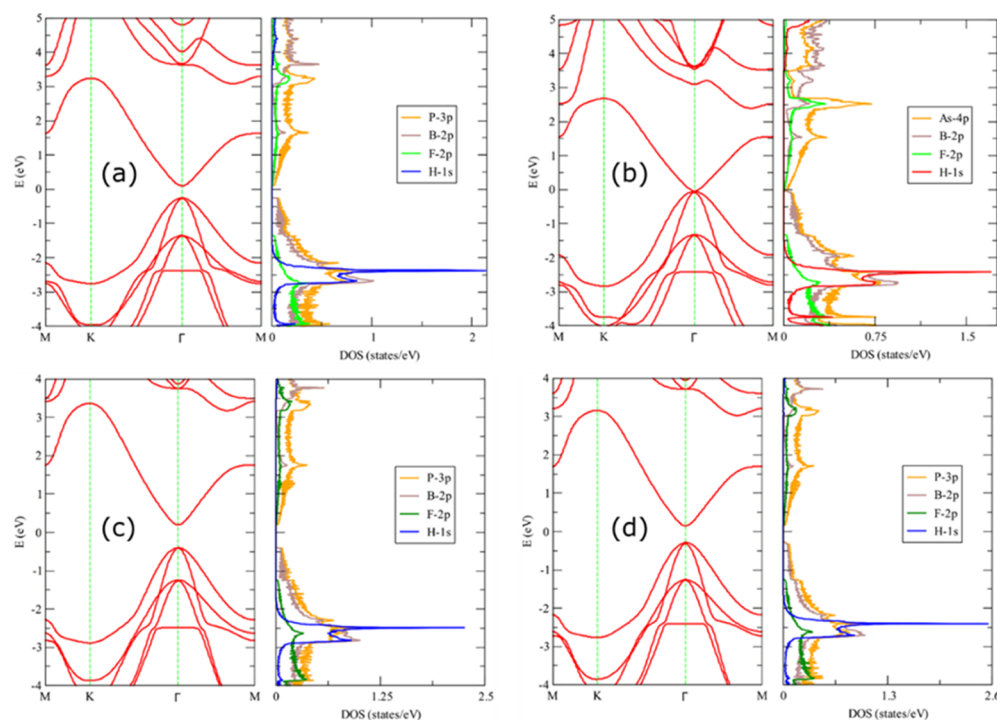 5
4
3
2
1
0
-1
-2
-3
-4
E (eV)
(a)
M K Γ M
P-3p
B-2p
F-2p
H-1s
0 1 2
DOS (states/eV)
5
4
3
2
1
0
-1
-2
-3
-4
E (eV)
(b)
M K Γ M
As-4p
B-2p
F-2p
H-1s
0 0.75 1.5
DOS (states/eV)
4
3
2
1
0
-1
-2
-3
-4
E (eV)
(c)
M K Γ M
P-3p
B-2p
F-2p
H-1s
0 1.25 2.5
DOS (states/eV)
4
3
2
1
0
-1
-2
-3
-4
E (eV)
(d)
M K Γ M
P-3p
B-2p
F-2p
H-1s
0 1.3 2.6
DOS (states/eV)